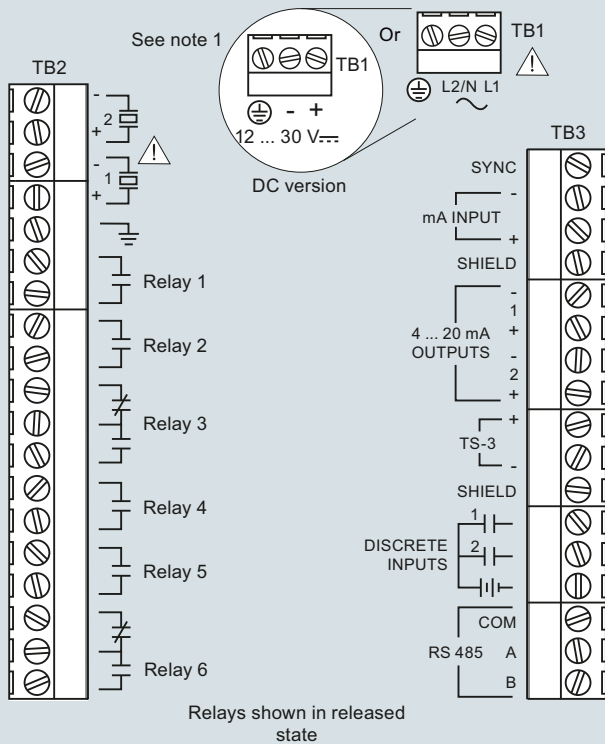 See note 1
TB1
- +
12 ... 30 V
DC version
Or
TB1
L2/N L1
TB2
-
2
+
-
1
+
Relay 1
Relay 2
Relay 3
Relay 4
Relay 5
Relay 6
Relays shown in released
state
TB3
SYNC
-
mA INPUT
+
SHIELD
-
1
+
4 ... 20 mA
OUTPUTS
-
2
+
+
TS-3
-
SHIELD
1
2
DISCRETE
INPUTS
COM
RS 485 A
B